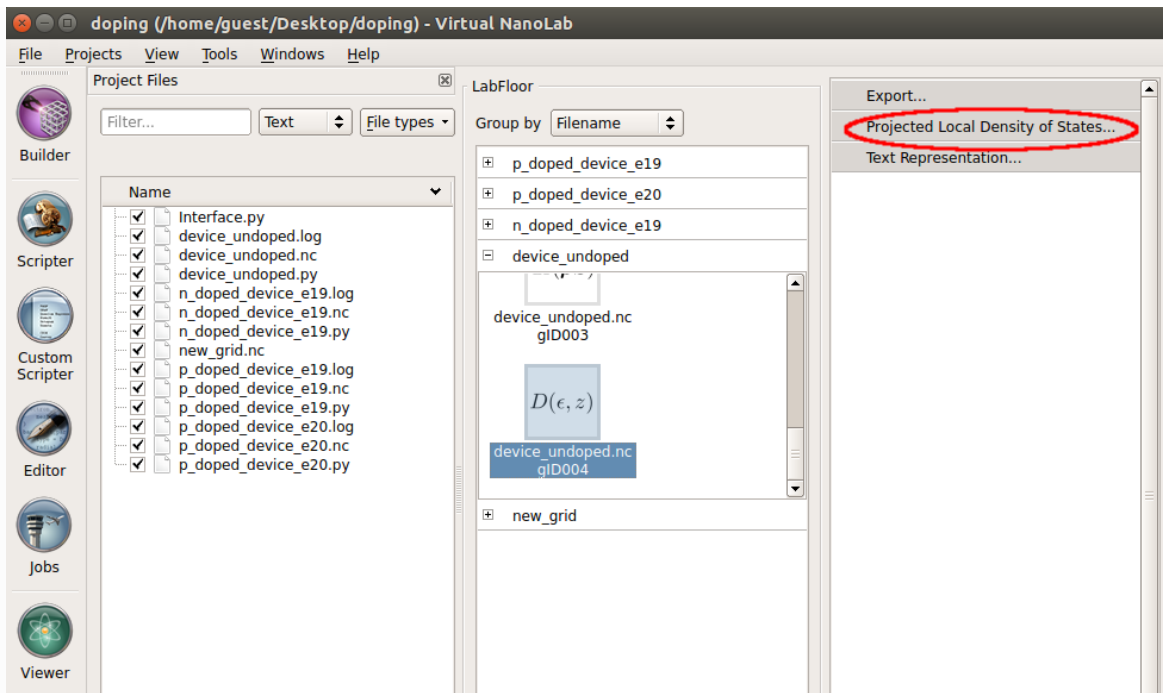 doping (/home/guest/Desktop/doping) - Virtual NanoLab
File Projects View Tools Windows Help
Builder
Scripter
Custom
Scripter
Editor
Jobs
Viewer
Project Files
Filter... Text File types
Name
Interface.py
device_undoped.log
device_undoped.nc
device_undoped.py
n_doped_device_e19.log
n_doped_device_e19.nc
n_doped_device_e19.py
new_grid.nc
p_doped_device_e19.log
p_doped_device_e19.nc
p_doped_device_e19.py
p_doped_device_e20.log
p_doped_device_e20.nc
p_doped_device_e20.py
LabFloor
Group by Filename
p_doped_device_e19
p_doped_device_e20
n_doped_device_e19
device_undoped
device_undoped.nc
gID003
D(ϵ, z)
device_undoped.nc
gID004
new_grid
Export...
Projected Local Density of States...
Text Representation...